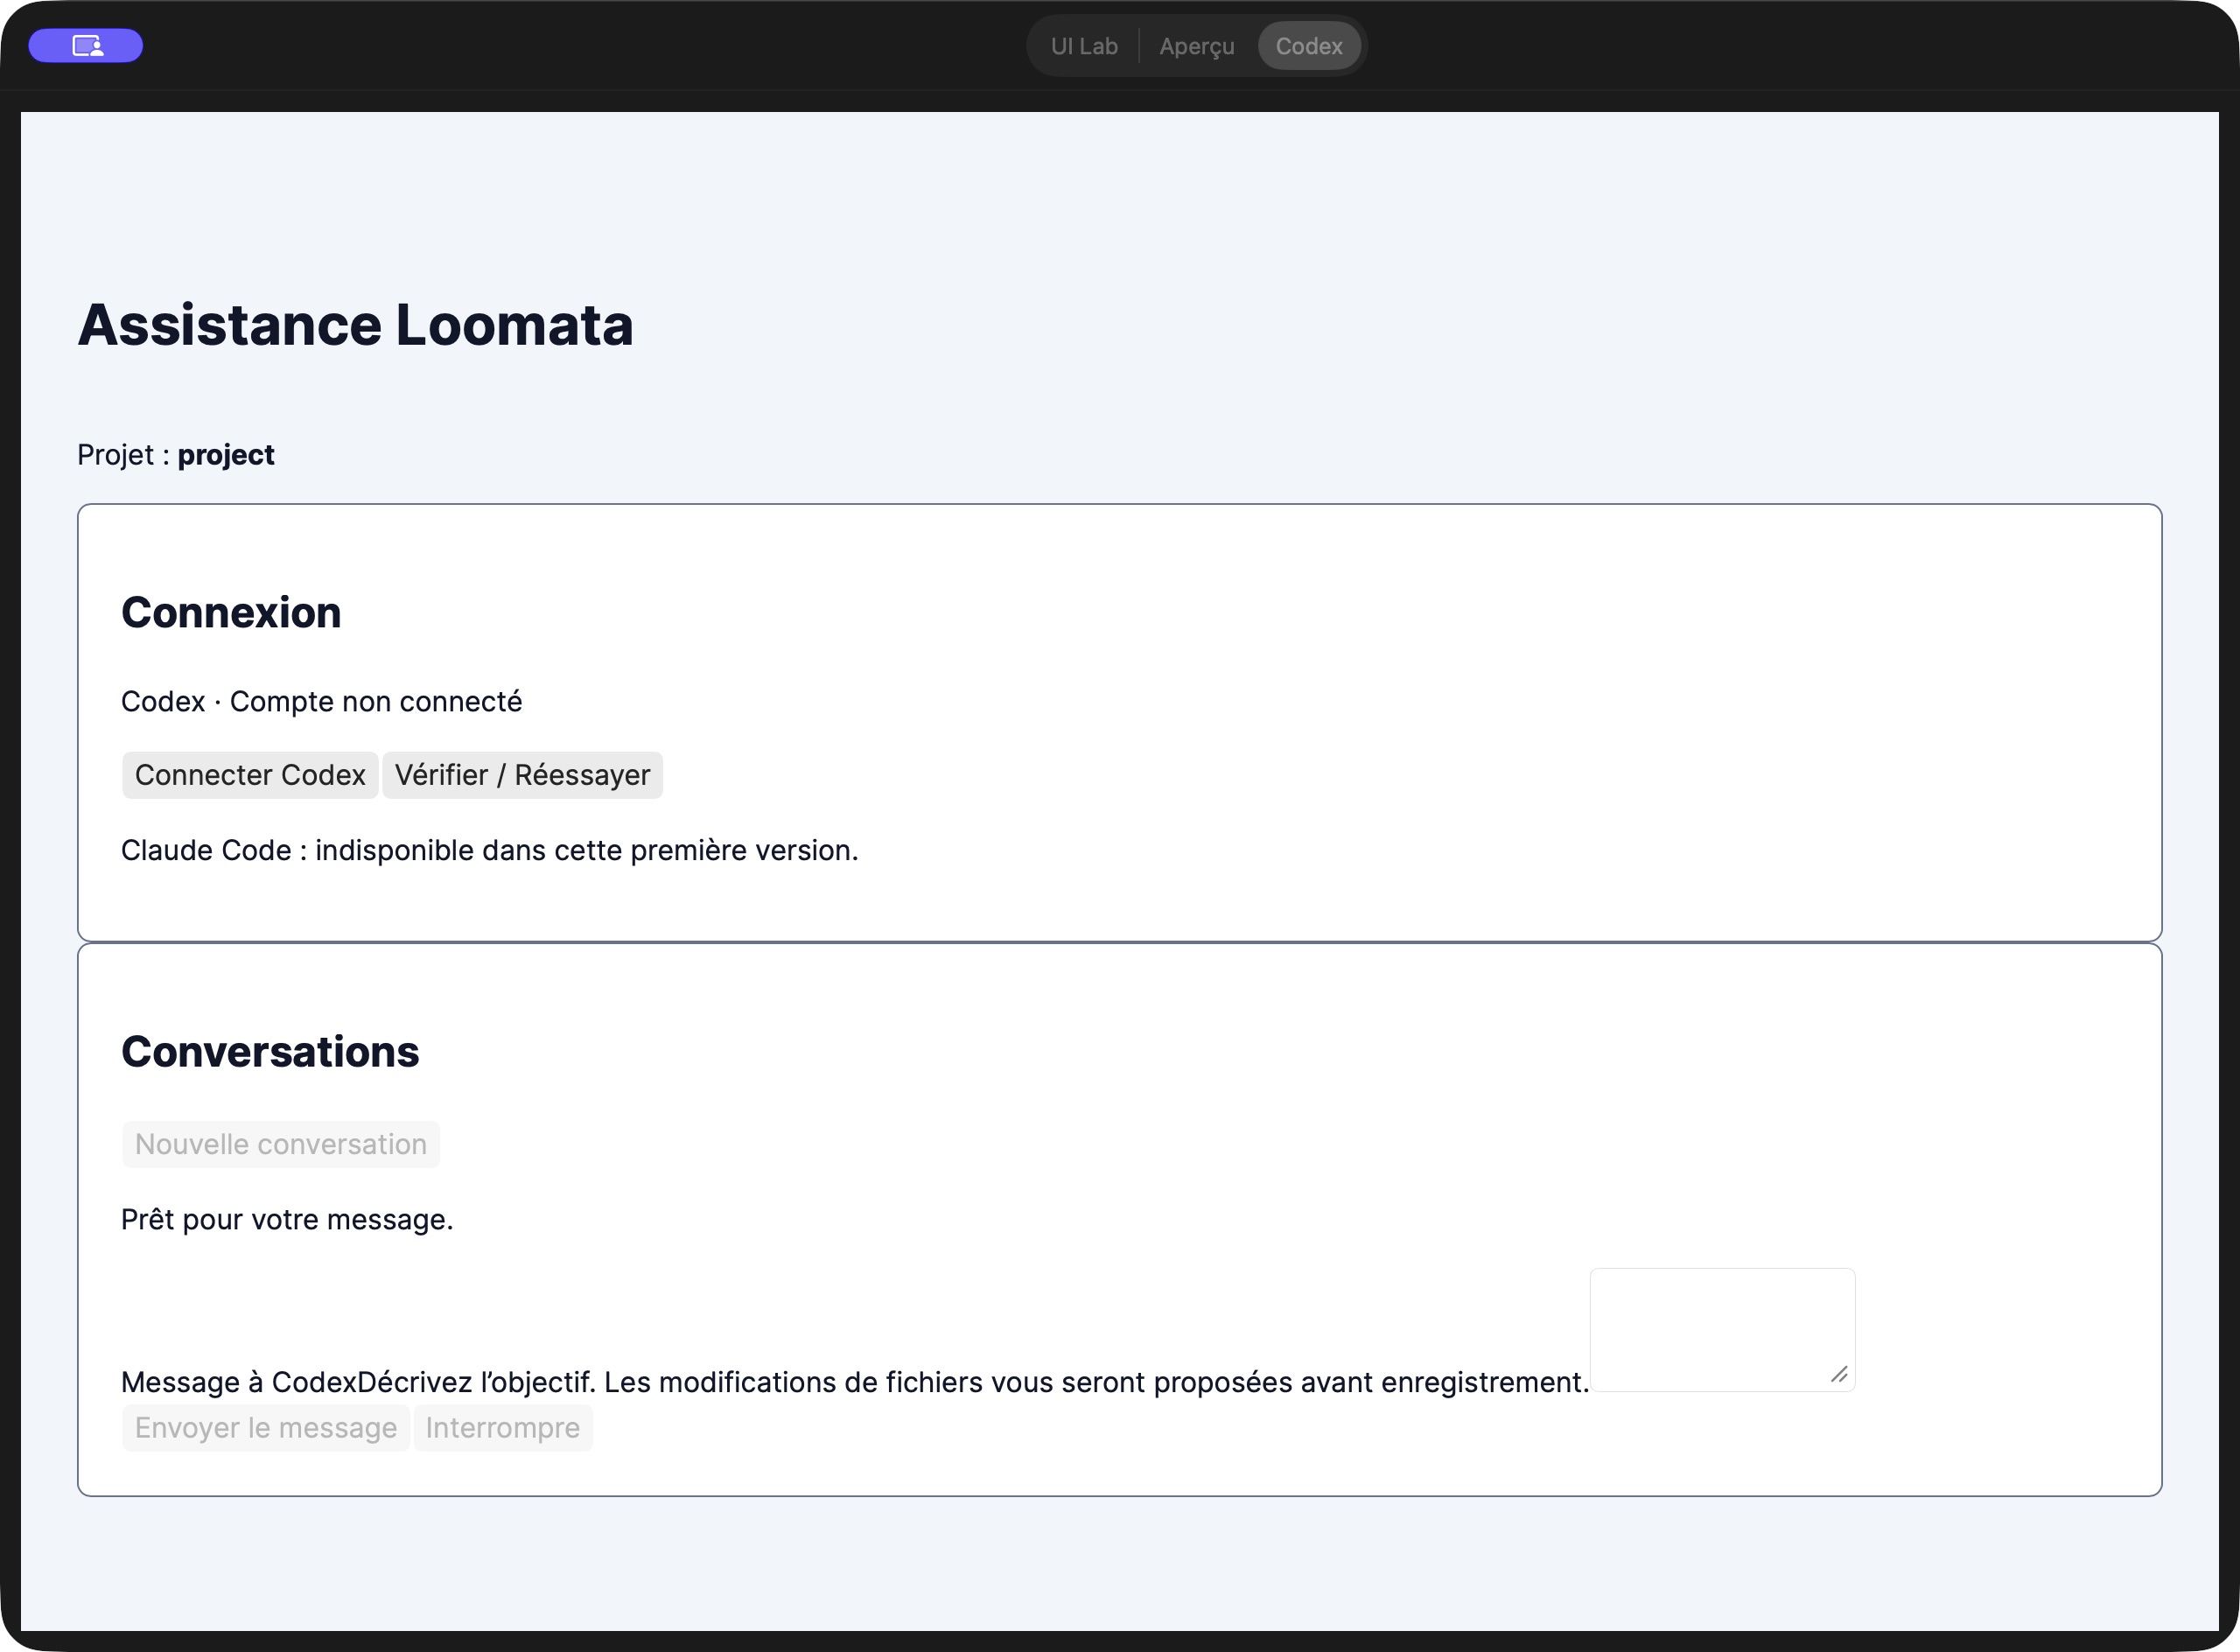 UI Lab
Aperçu
Codex
Assistance Loomata
Projet : project
Connexion
Codex · Compte non connecté
Connecter Codex
Vérifier / Réessayer
Claude Code : indisponible dans cette première version.
Conversations
Nouvelle conversation
Prêt pour votre message.
Message à CodexDécrivez l’objectif. Les modifications de fichiers vous seront proposées avant enregistrement.
Envoyer le message
Interrompre